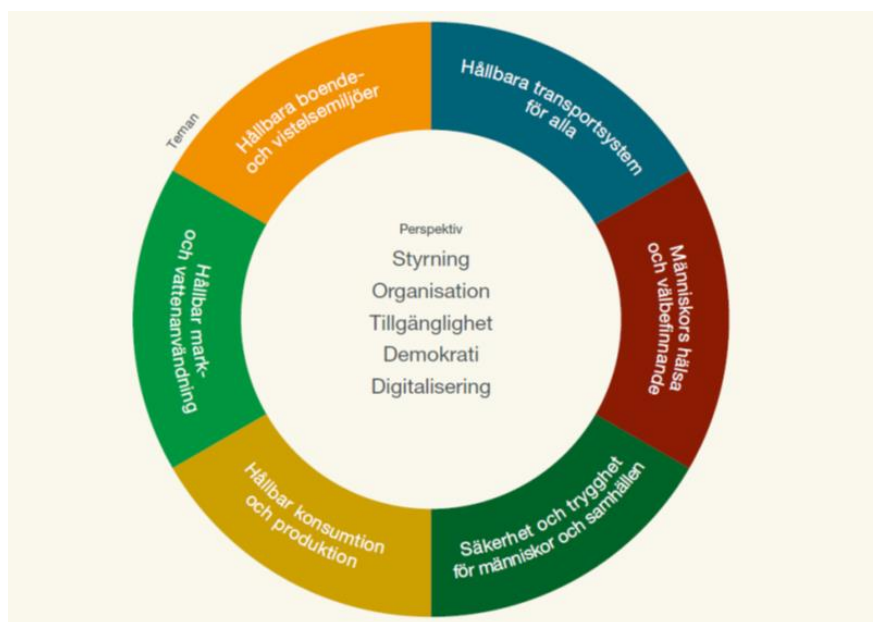 Teman
Hållbara boende-
och vistelsemiljöer
Hållbara transportsystem
för alla
Människors hälsa
och välbefinnande
Säkerhet och trygghet
för människor och samhällen
Hållbar konsumtion
och produktion
Hållbar mark-
och vattenanvändning
Perspektiv
Styrning
Organisation
Tillgänglighet
Demokrati
Digitalisering